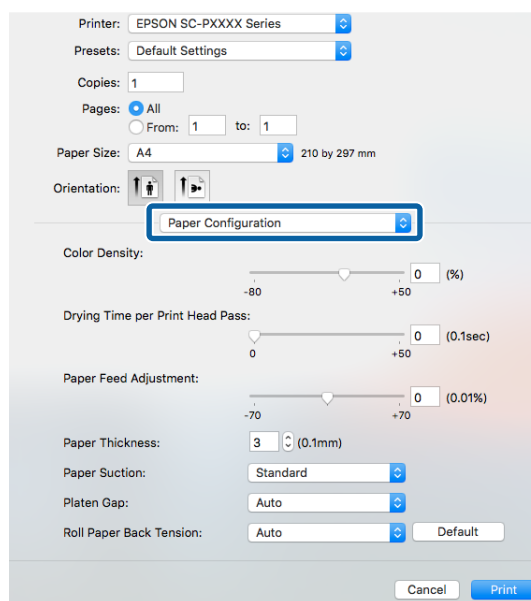 Printer: EPSON SC-PXXXX Series
Presets: Default Settings
Copies: 1
Pages: All
From: 1 to: 1
Paper Size: A4 210 by 297 mm
Orientation:
Paper Configuration
Color Density:
0 (%)
-80 +50
Drying Time per Print Head Pass:
0 (0.1sec)
0 +50
Paper Feed Adjustment:
0 (0.01%)
-70 +70
Paper Thickness: 3 (0.1mm)
Paper Suction: Standard
Platen Gap: Auto
Roll Paper Back Tension: Auto Default
Cancel Print